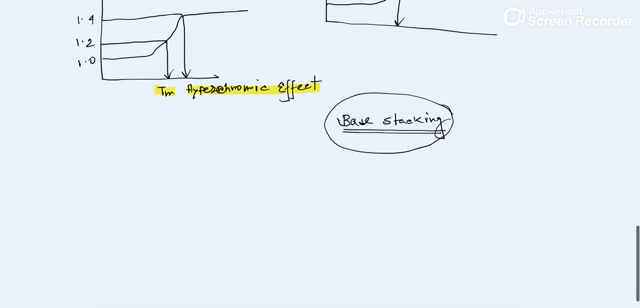 Apowersoft
Screen Recorder
1.4
1.2
1.0
Tm Hyperchromic Effect
Base stacking